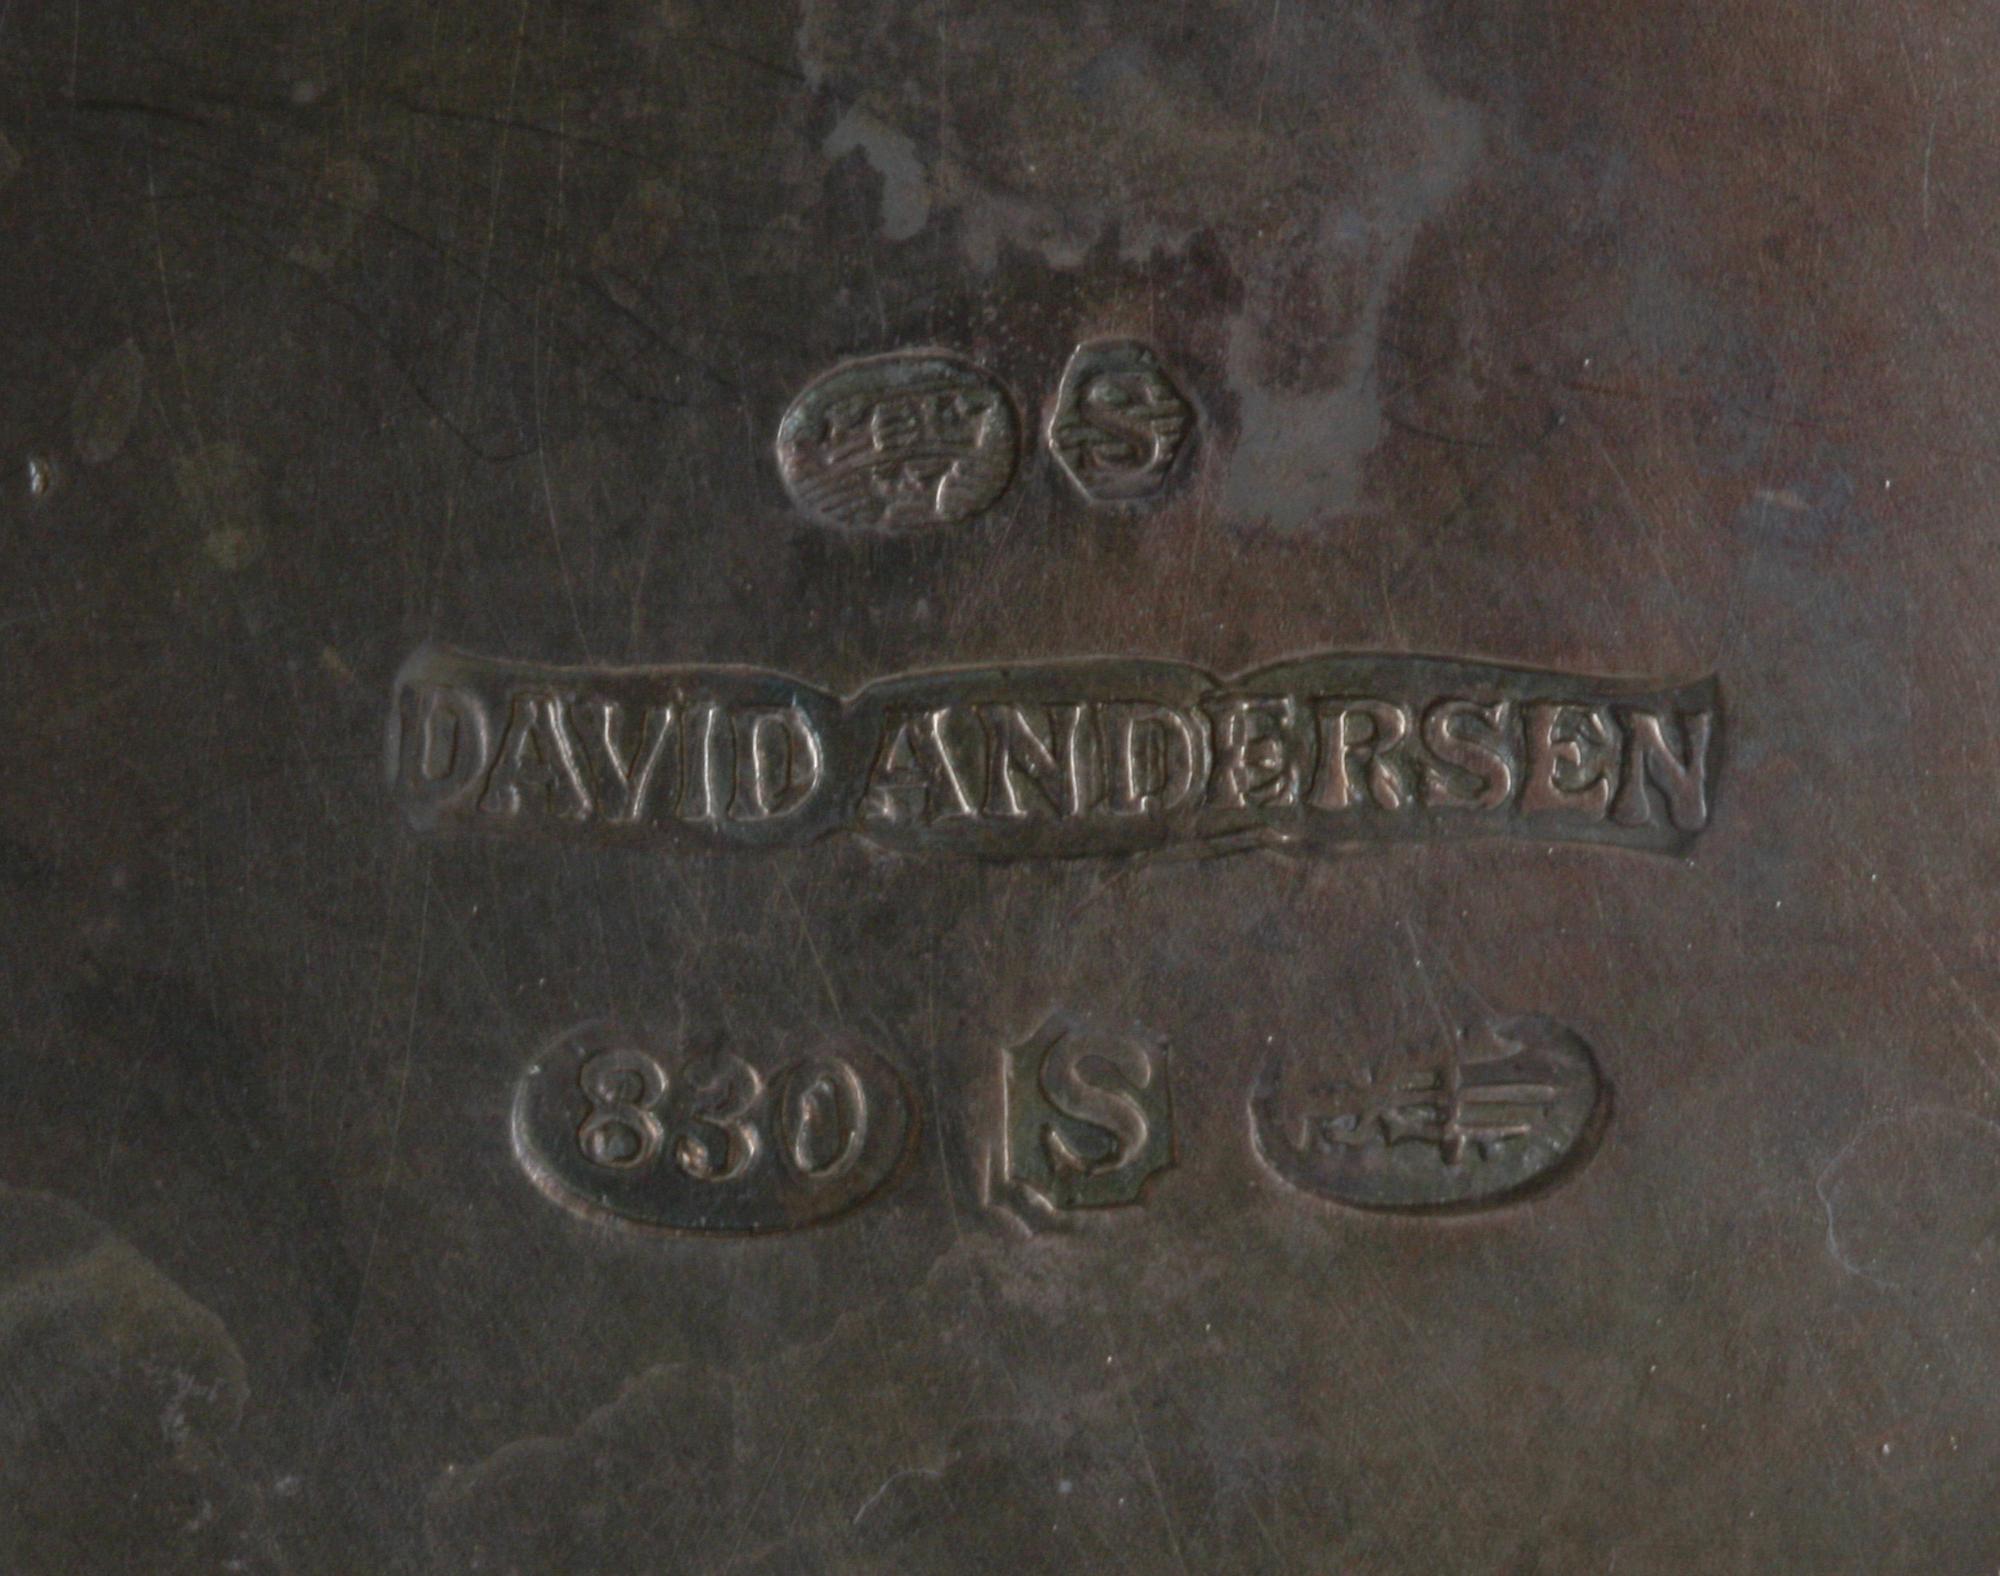 S
DAVID ANDERSEN
830 S